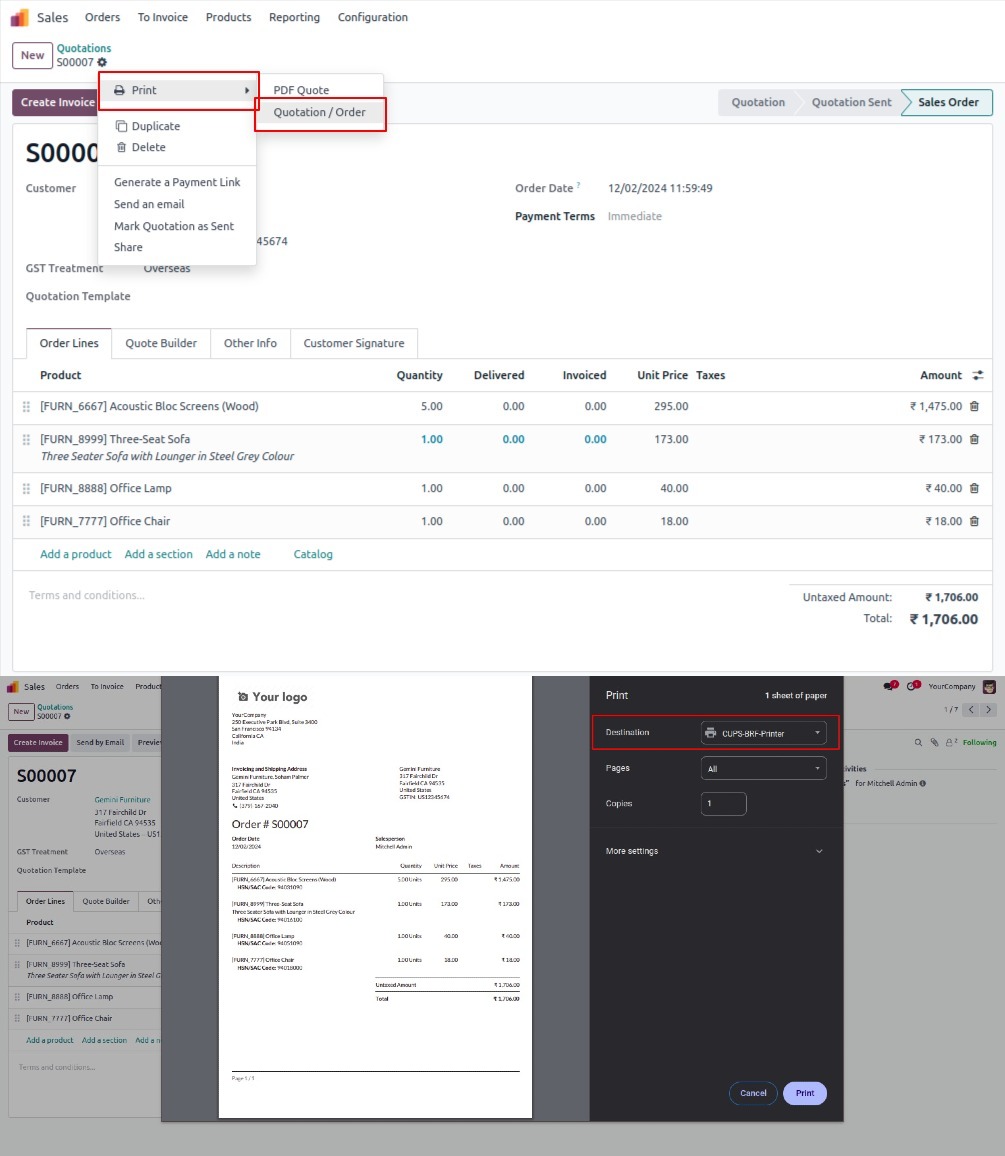 Sales Orders To Invoice Products Reporting Configuration
New Quotations
S00007
Create Invoice Print PDF Quote Quotation Quotation Sent Sales Order
Quotation / Order
Duplicate
Delete
S0000
Customer Generate a Payment Link Order Date ? 12/02/2024 11:59:49
Send an email
Mark Quotation as Sent Payment Terms Immediate
Share 45674
GST Treatment Overseas
Quotation Template
Order Lines Quote Builder Other Info Customer Signature
Product Quantity Delivered Invoiced Unit Price Taxes Amount
[FURN_6667] Acoustic Bloc Screens (Wood) 5.00 0.00 0.00 295.00 ₹ 1,475.00
[FURN_8999] Three-Seat Sofa 1.00 0.00 0.00 173.00 ₹ 173.00
Three Seater Sofa with Lounger in Steel Grey Colour
[FURN_8888] Office Lamp 1.00 0.00 0.00 40.00 ₹ 40.00
[FURN_7777] Office Chair 1.00 0.00 0.00 18.00 ₹ 18.00
Add a product Add a section Add a note Catalog
Terms and conditions...
Untaxed Amount: ₹ 1,706.00
Total: ₹ 1,706.00
Sales Orders To Invoice Product
New Quotations
S00007
Create Invoice Send by Email Preview
S00007
Customer Gemini Furniture
317 Fairchild Dr
Fairfield CA 94535
United States – US1
GST Treatment Overseas
Quotation Template
Order Lines Quote Builder Oth
Product
[FURN_6667] Acoustic Bloc Screens (Woo
[FURN_8999] Three-Seat Sofa
Three Seater Sofa with Lounger in Steel G
[FURN_8888] Office Lamp
[FURN_7777] Office Chair
Add a product Add a section Add a n
Terms and conditions...
Your logo
YourCompany
250 Executive Park Blvd, Suite 3400
San Francisco 94134
California CA
India
Invoicing and Shipping Address
Gemini Furniture, Soham Palmer
317 Fairchild Dr
Fairfield CA 94535
United States
(379)-167-2040
Gemini Furniture
317 Fairchild Dr
Fairfield CA 94535
United States
GSTIN: US12345674
Order # S00007
Order Date Salesperson
12/02/2024 Mitchell Admin
Description Quantity Unit Price Taxes Amount
[FURN_6667] Acoustic Bloc Screens (Wood) 5.00 Units 295.00 ₹ 1,475.00
HSN/SAC Code: 94031090
[FURN_8999] Three-Seat Sofa 1.00 Units 173.00 ₹ 173.00
Three Seater Sofa with Lounger in Steel Grey Colour
HSN/SAC Code: 94016100
[FURN_8888] Office Lamp 1.00 Units 40.00 ₹ 40.00
HSN/SAC Code: 94051090
[FURN_7777] Office Chair 1.00 Units 18.00 ₹ 18.00
HSN/SAC Code: 94018000
Untaxed Amount ₹ 1,706.00
Total ₹ 1,706.00
Page 1 / 1
Print 1 sheet of paper
Destination CUPS-BRF-Printer
Pages All
Copies 1
More settings
Cancel Print
YourCompany
1 / 7
2 Following
ivities
s" for Mitchell Admin